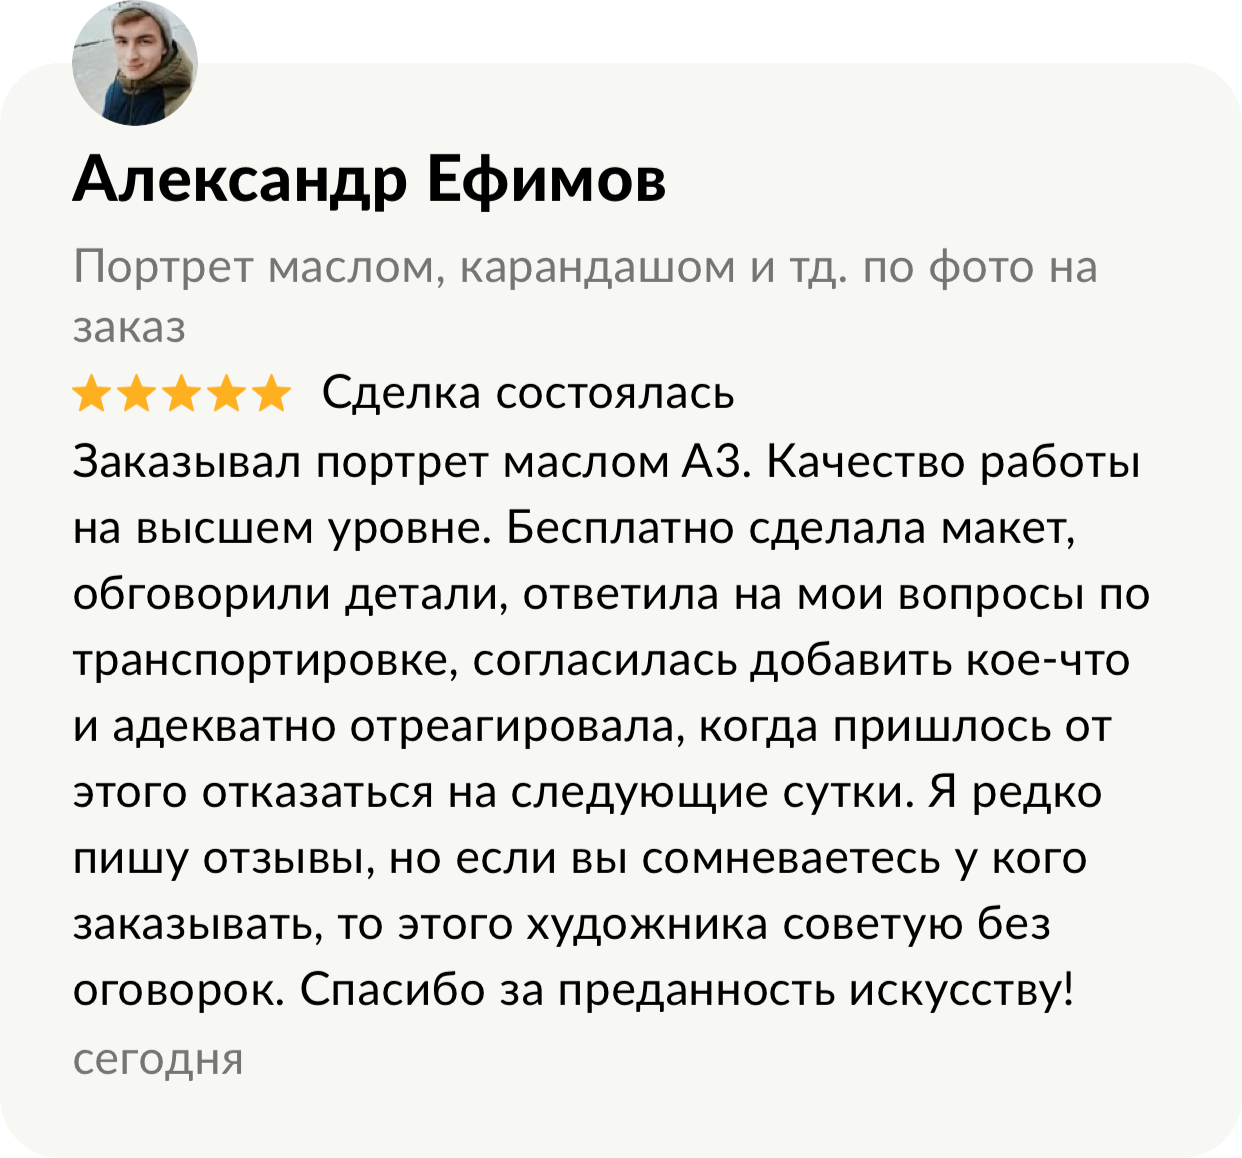 Александр Ефимов
Портрет маслом, карандашом и тд. по фото на
заказ
Сделка состоялась
Заказывал портрет маслом А3. Качество работы
на высшем уровне. Бесплатно сделала макет,
обговорили детали, ответила на мои вопросы по
транспортировке, согласилась добавить кое-что
и адекватно отреагировала, когда пришлось от
этого отказаться на следующие сутки. Я редко
пишу отзывы, но если вы сомневаетесь у кого
заказывать, то этого художника советую без
оговорок. Спасибо за преданность искусству!
сегодня